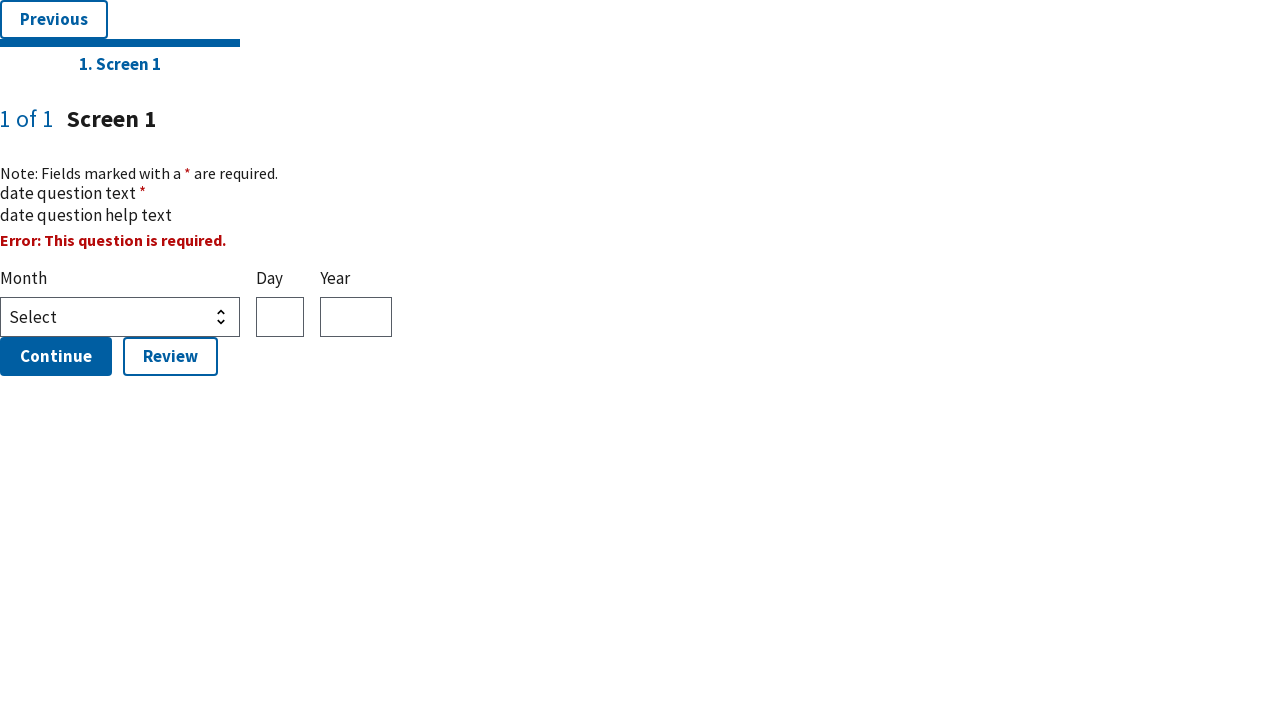 Previous
1. Screen 1
1 of 1 Screen 1
Note: Fields marked with a * are required.
date question text *
date question help text
Error: This question is required.
Month Day Year
Select
Continue Review